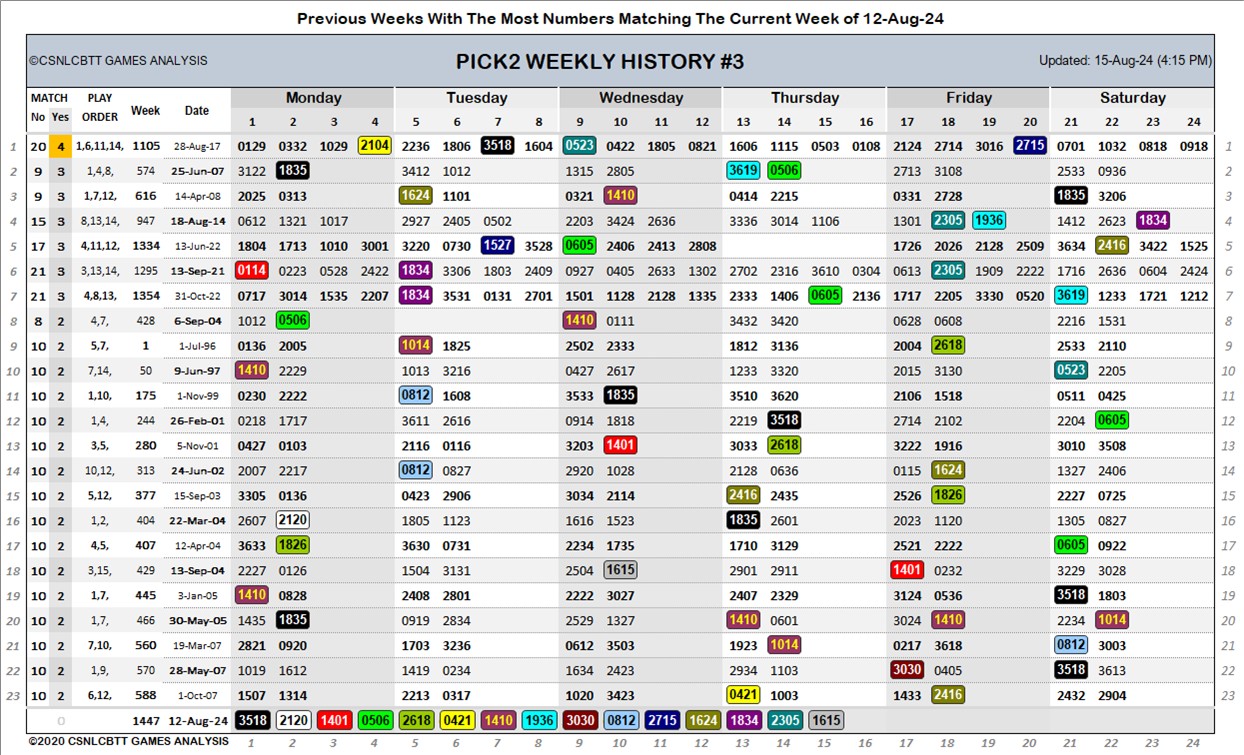 Previous Weeks With The Most Numbers Matching The Current Week of 12-Aug-24
©CSNLCBTT GAMES ANALYSIS PICK2 WEEKLY HISTORY #3 Updated: 15-Aug-24 (4:15 PM)
MATCH PLAY Week Date Monday Tuesday Wednesday Thursday Friday Saturday
No Yes ORDER 1 2 3 4 5 6 7 8 9 10 11 12 13 14 15 16 17 18 19 20 21 22 23 24
1 20 4 1,6,11,14, 1105 28-Aug-17 0129 0332 1029 2104 2236 1806 3518 1604 0523 0422 1805 0821 1606 1115 0503 0108 2124 2714 3016 2715 0701 1032 0818 0918 1
2 9 3 1,4,8, 574 25-Jun-07 3122 1835 3412 1012 1315 2805 3619 0506 2713 3108 2533 0936 2
3 9 3 1,7,12, 616 14-Apr-08 2025 0313 1624 1101 0321 1410 0414 2215 0331 2728 1835 3206 3
4 15 3 8,13,14, 947 18-Aug-14 0612 1321 1017 2927 2405 0502 2203 3424 2636 3336 3014 1106 1301 2305 1936 1412 2623 1834 4
5 17 3 4,11,12, 1334 13-Jun-22 1804 1713 1010 3001 3220 0730 1527 3528 0605 2406 2413 2808 1726 2026 2128 2509 3634 2416 3422 1525 5
6 21 3 3,13,14, 1295 13-Sep-21 0114 0223 0528 2422 1834 3306 1803 2409 0927 0405 2633 1302 2702 2316 3610 0304 0613 2305 1909 2222 1716 2636 0604 2424 6
7 21 3 4,8,13, 1354 31-Oct-22 0717 3014 1535 2207 1834 3531 0131 2701 1501 1128 2128 1335 2333 1406 0605 2136 1717 2205 3330 0520 3619 1233 1721 1212 7
8 8 2 4,7, 428 6-Sep-04 1012 0506 1410 0111 3432 3420 0628 0608 2216 1531 8
9 10 2 5,7, 1 1-Jul-96 0136 2005 1014 1825 2502 2333 1812 3136 2004 2618 2533 2110 9
10 10 2 7,14, 50 9-Jun-97 1410 2229 1013 3216 0427 2617 1233 3320 2015 3130 0523 2205 10
11 10 2 1,10, 175 1-Nov-99 0230 2222 0812 1608 3533 1835 3510 3620 2106 1518 0511 0425 11
12 10 2 1,4, 244 26-Feb-01 0218 1717 3611 2616 0914 1818 2714 3518 2714 2102 2204 0605 12
13 10 2 3,5, 280 5-Nov-01 0427 0103 2116 0116 3203 1401 3033 2618 3222 1916 3010 3508 13
14 10 2 10,12, 313 24-Jun-02 2007 2217 0812 0827 2920 1028 2128 0636 0115 1624 1327 2406 14
15 10 2 5,12, 377 15-Sep-03 3305 0136 0423 2906 3034 2114 2416 2435 2526 1826 2227 0725 15
16 10 2 1,2, 404 22-Mar-04 2607 2120 1805 1123 1616 1523 1835 2601 2023 1120 1305 0827 16
17 10 2 4,5, 407 12-Apr-04 3633 1826 3630 0731 2234 1735 1710 3129 2521 2222 0605 0922 17
18 10 2 3,15, 429 13-Sep-04 2227 0126 1504 3131 2504 1615 2901 2911 1401 0232 3229 3028 18
19 10 2 1,7, 445 3-Jan-05 1410 0828 2408 2801 2222 3027 2407 2329 3124 0536 3518 1803 19
20 10 2 1,7, 466 30-May-05 1435 1835 0919 2834 2529 1327 1410 0601 3024 1410 2234 1014 20
21 10 2 7,10, 560 19-Mar-07 2821 0920 1703 3236 0612 3503 1923 1014 0217 3618 0812 3003 21
22 10 2 1,9, 570 28-May-07 1019 1612 1419 0234 1634 2423 2934 1103 3030 0405 3518 3613 22
23 10 2 6,12, 588 1-Oct-07 1507 1314 2213 0317 1020 3423 0421 1003 1433 2416 2432 2904 23
0 1447 12-Aug-24 3518 2120 1401 0506 2618 0421 1410 1936 3030 0812 2715 1624 1834 2305 1615
©2020 CSNLCBTT GAMES ANALYSIS 1 2 3 4 5 6 7 8 9 10 11 12 13 14 15 16 17 18 19 20 21 22 23 24